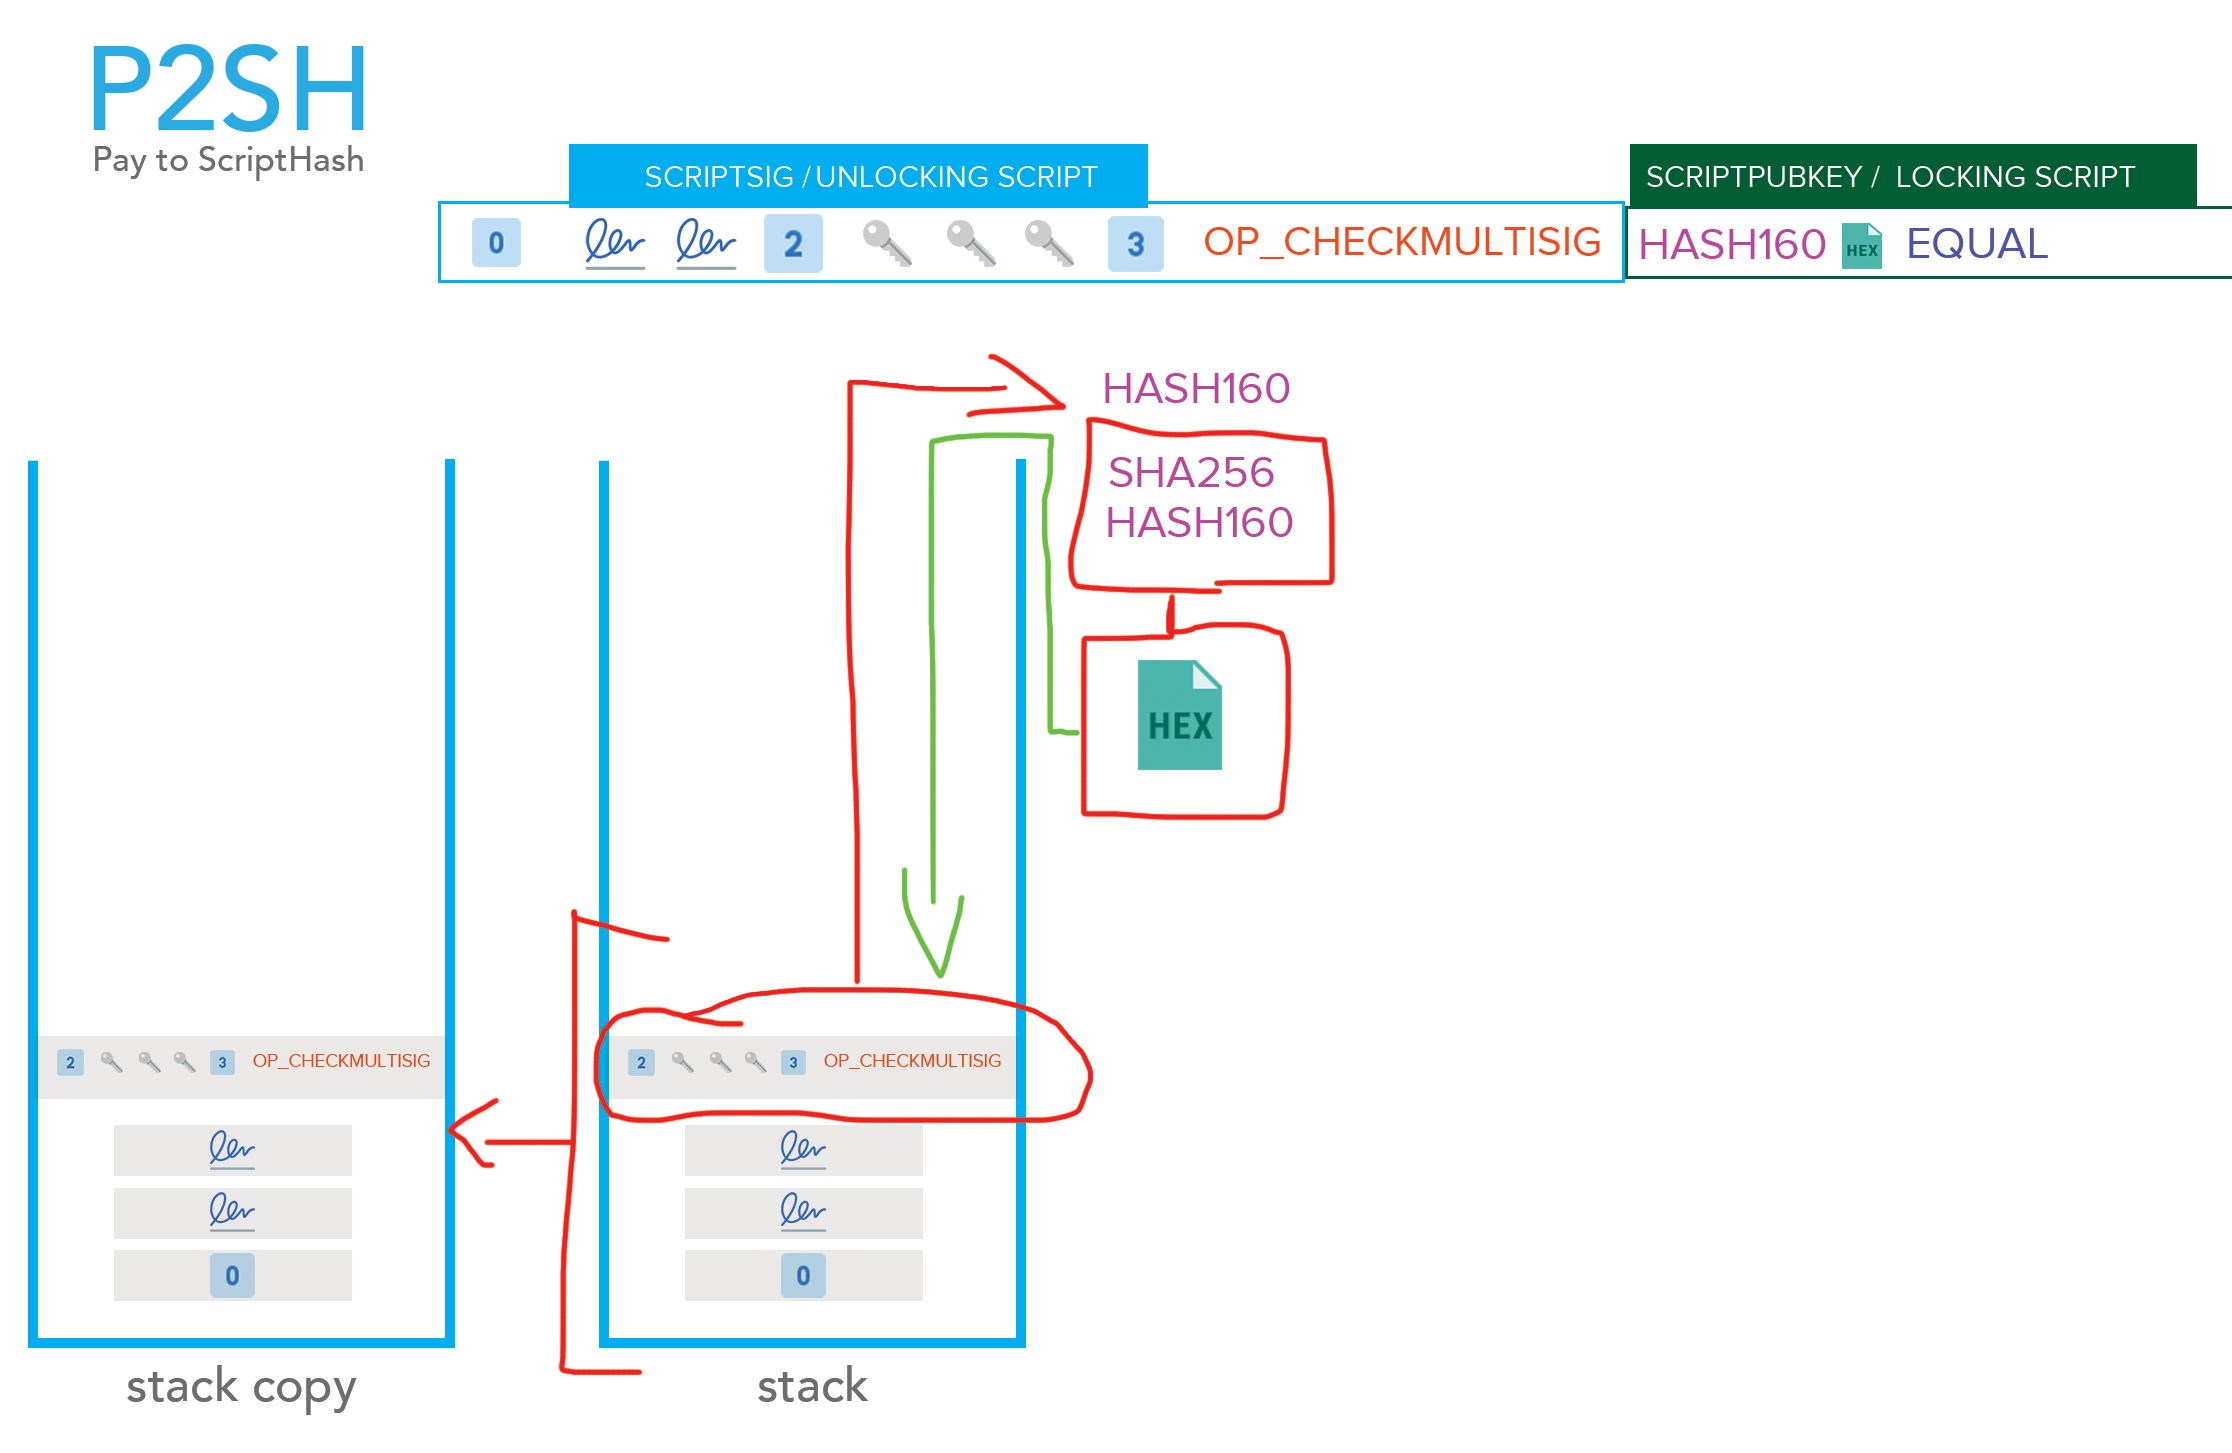 P2SH
Pay to ScriptHash
SCRIPTSIG / UNLOCKING SCRIPT
SCRIPTPUBKEY / LOCKING SCRIPT
0 2 3 OP_CHECKMULTISIG
HASH160 HEX EQUAL
HASH160
SHA256
HASH160
HEX
2 3 OP_CHECKMULTISIG
0
stack copy
2 3 OP_CHECKMULTISIG
0
stack